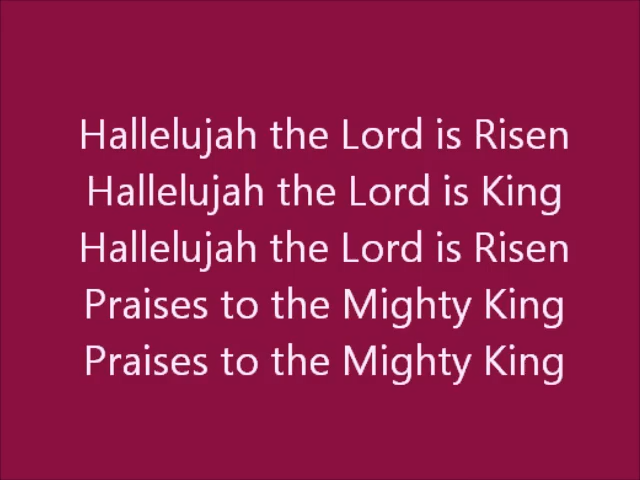 Hallelujah the Lord is Risen
Hallelujah the Lord is King
Hallelujah the Lord is Risen
Praises to the Mighty King
Praises to the Mighty King